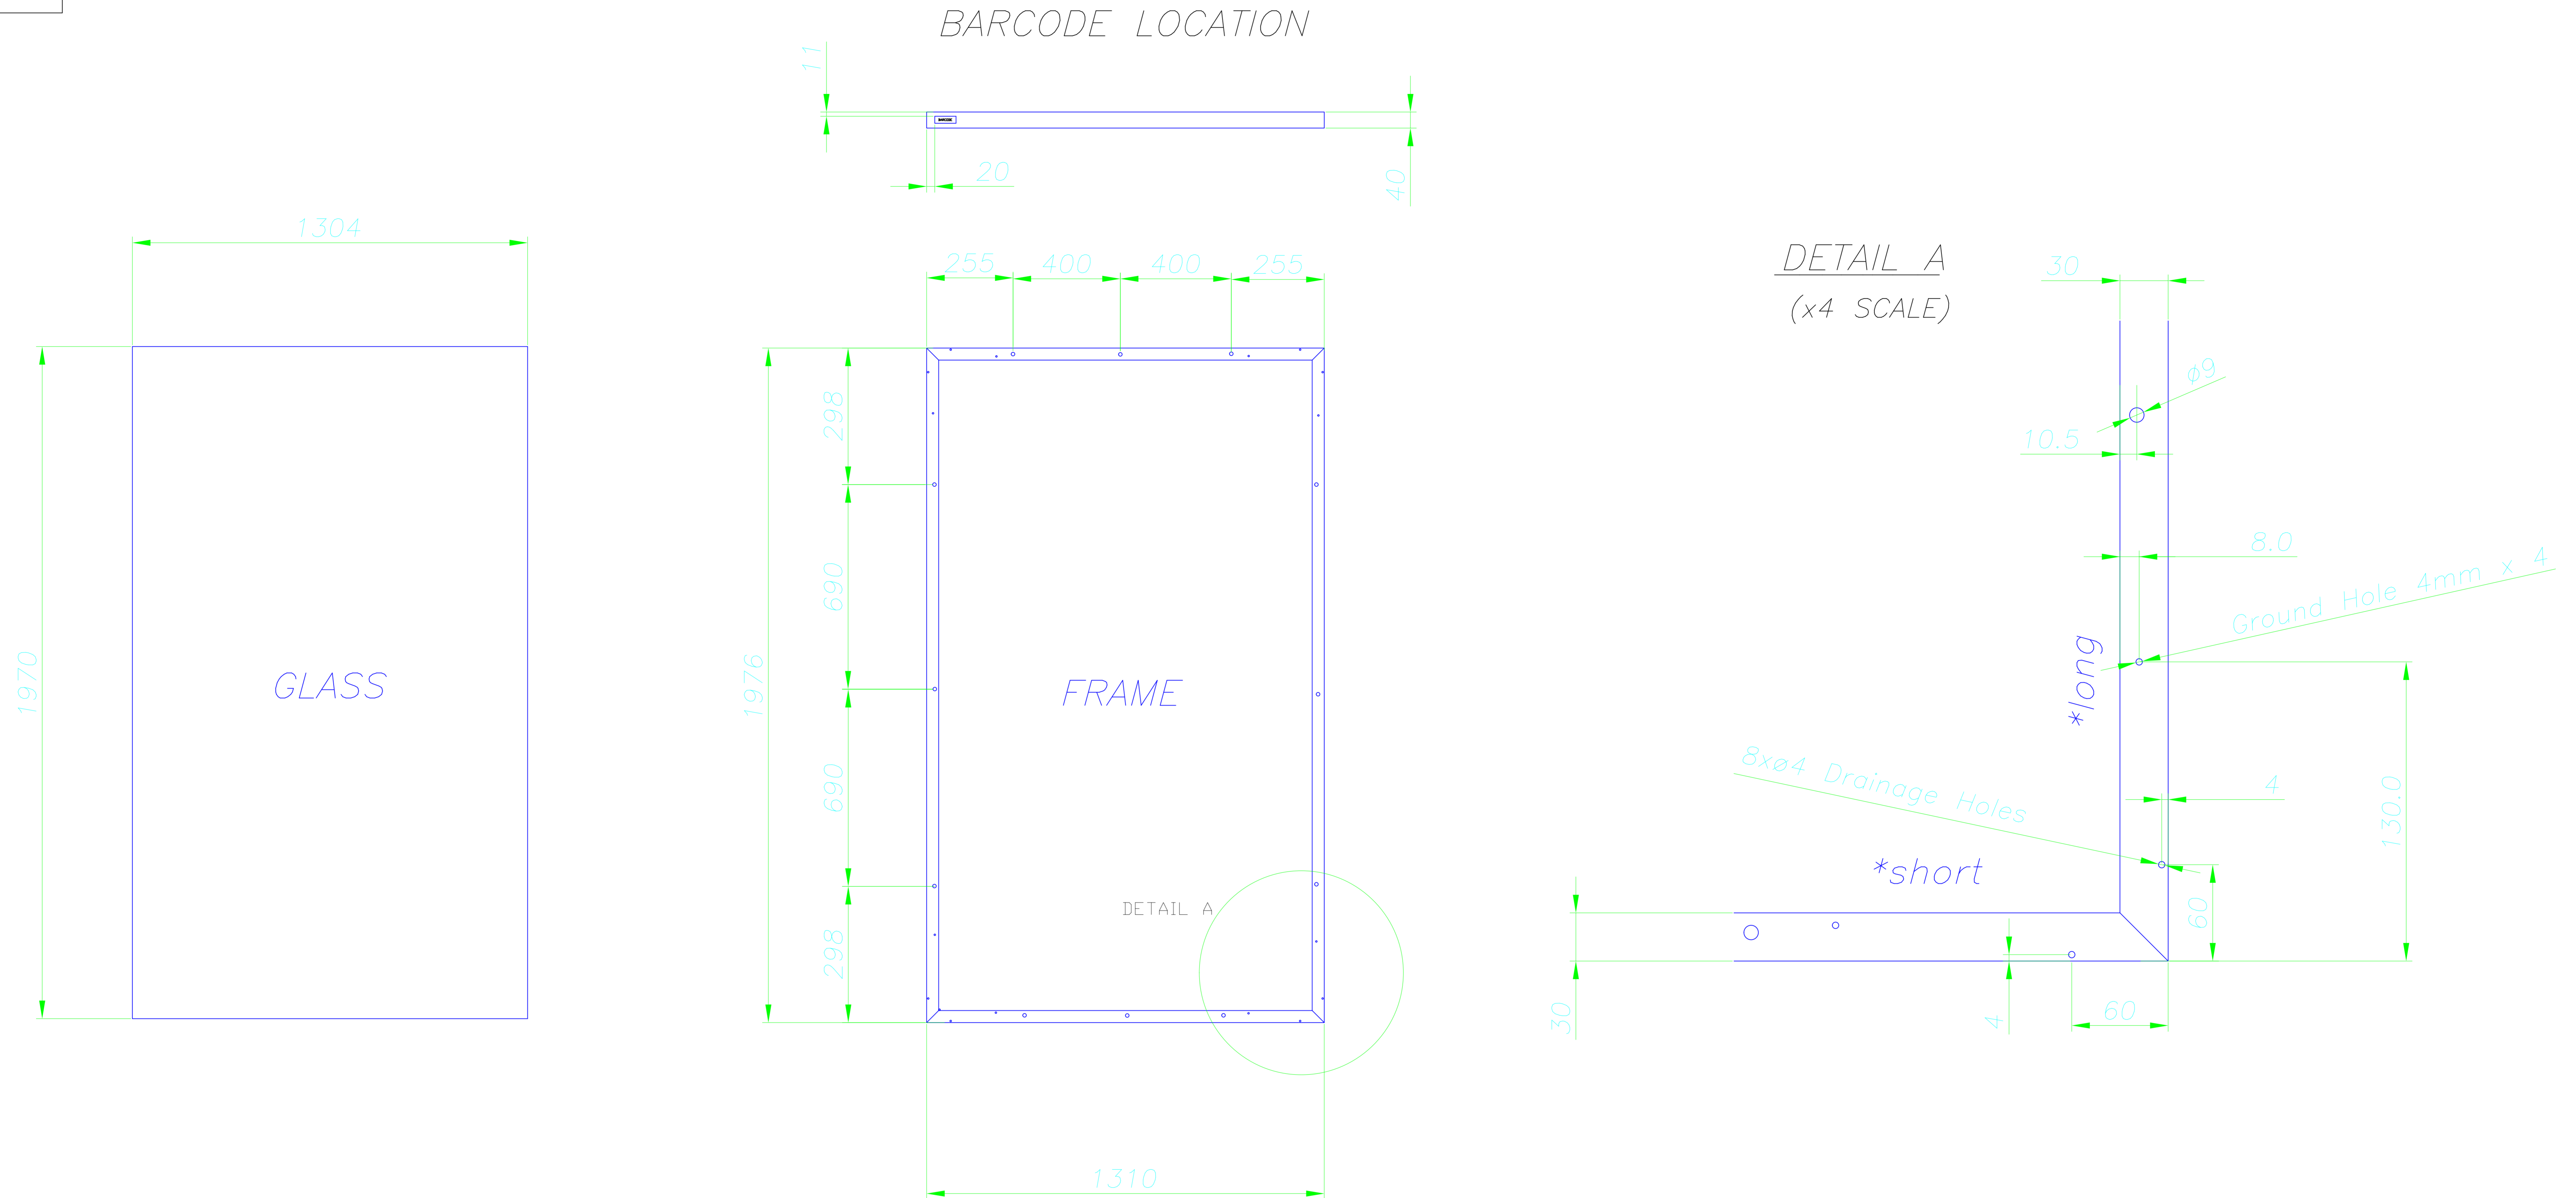 BARCODE LOCATION
11
BARCODE
20
40
1304
1970
GLASS
255
400
400
255
298
690
690
298
1976
FRAME
DETAIL A
1310
DETAIL A
(x4 SCALE)
30
ø9
10.5
8.0
Ground Hole 4mm x 4
*long
8xø4 Drainage Holes
4
130.0
*short
60
30
4
60